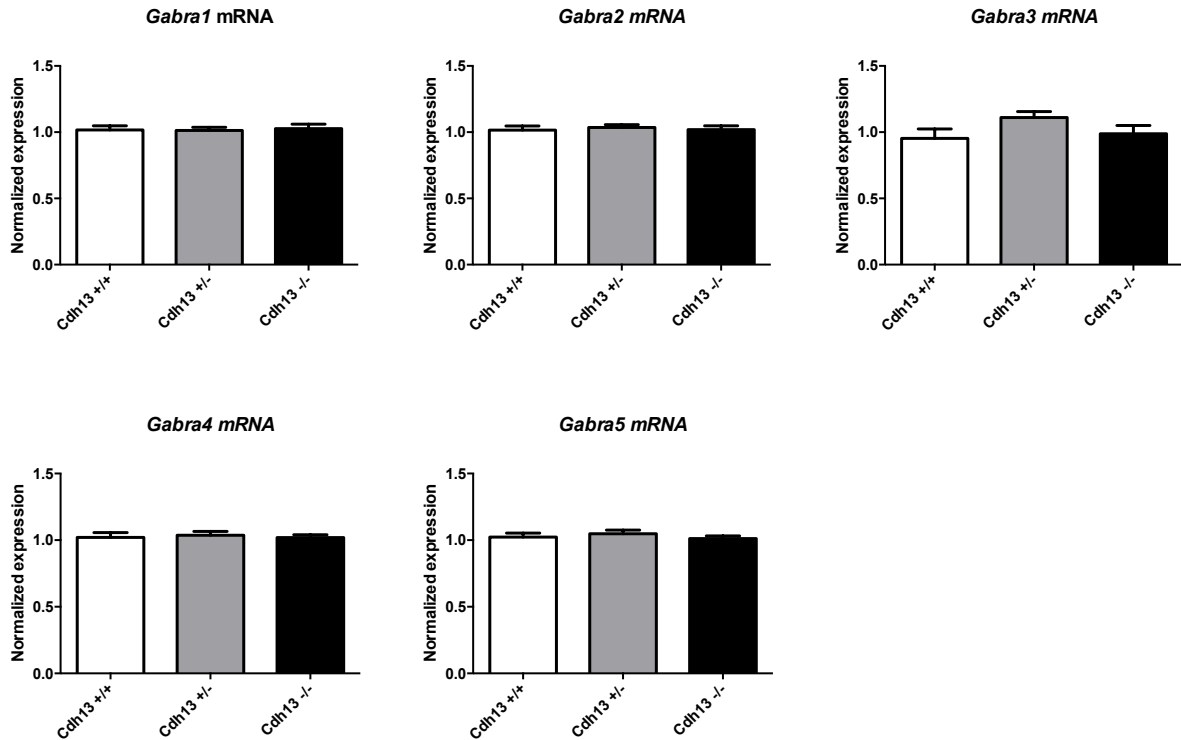 Gabra1 mRNA
Normalized expression
1.5
1.0
0.5
0.0
Cdh13 +/+
Cdh13 +/-
Cdh13 -/-
Gabra2 mRNA
Normalized expression
1.5
1.0
0.5
0.0
Cdh13 +/+
Cdh13 +/-
Cdh13 -/-
Gabra3 mRNA
Normalized expression
1.5
1.0
0.5
0.0
Cdh13 +/+
Cdh13 +/-
Cdh13 -/-
Gabra4 mRNA
Normalized expression
1.5
1.0
0.5
0.0
Cdh13 +/+
Cdh13 +/-
Cdh13 -/-
Gabra5 mRNA
Normalized expression
1.5
1.0
0.5
0.0
Cdh13 +/+
Cdh13 +/-
Cdh13 -/-